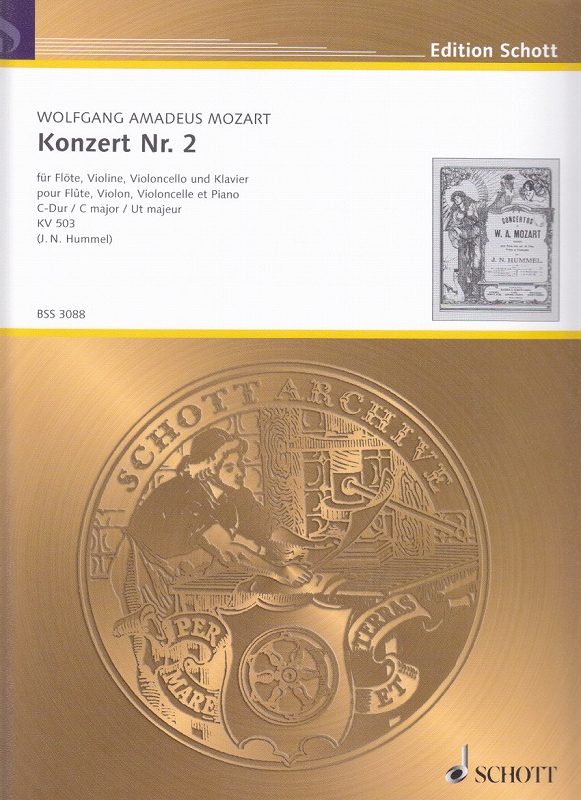 Edition Schott
WOLFGANG AMADEUS MOZART
Konzert Nr. 2
für Flöte, Violine, Violoncello und Klavier
pour Flûte, Violon, Violoncelle et Piano
C-Dur / C major / Ut majeur
KV 503
(J. N. Hummel)
CONCERTOS
W. A. MOZART
J. N. HUMMEL.
BSS 3088
SCHOTT ARCHIVE
PER MARE
ET TERRAS
SCHOTT